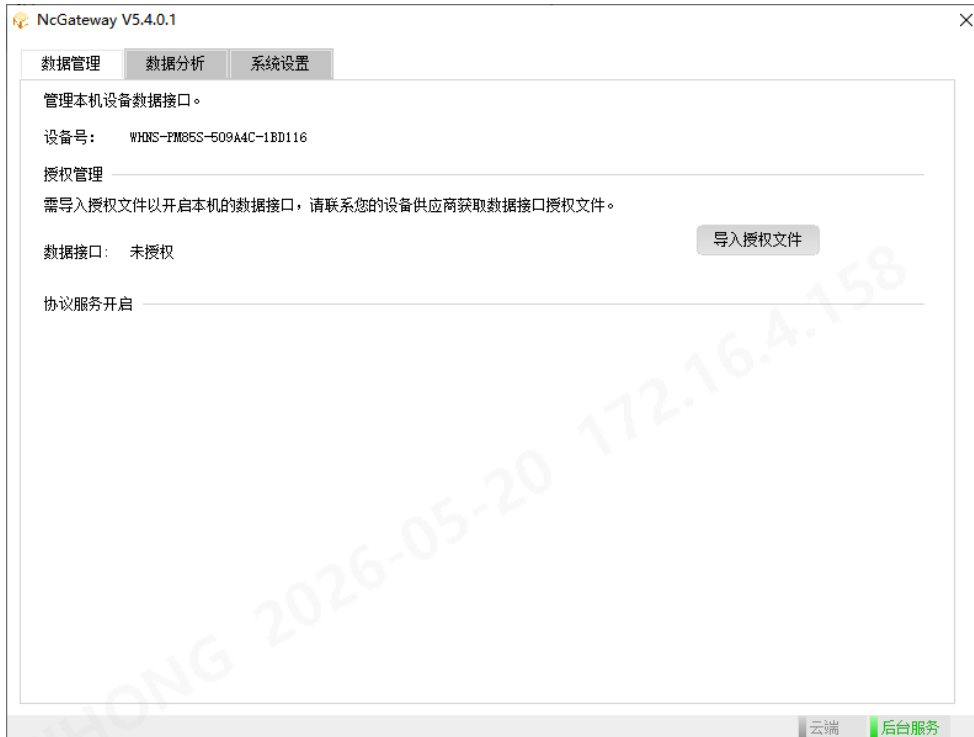 NcGateway V5.4.0.1
数据管理 数据分析 系统设置
管理本机设备数据接口。
设备号： WHNS-PM85S-509A4C-1BD116
授权管理
需导入授权文件以开启本机的数据接口，请联系您的设备供应商获取数据接口授权文件。
导入授权文件
数据接口： 未授权
协议服务开启
HONG 2026-05-20 172.16.4.158
云端 后台服务